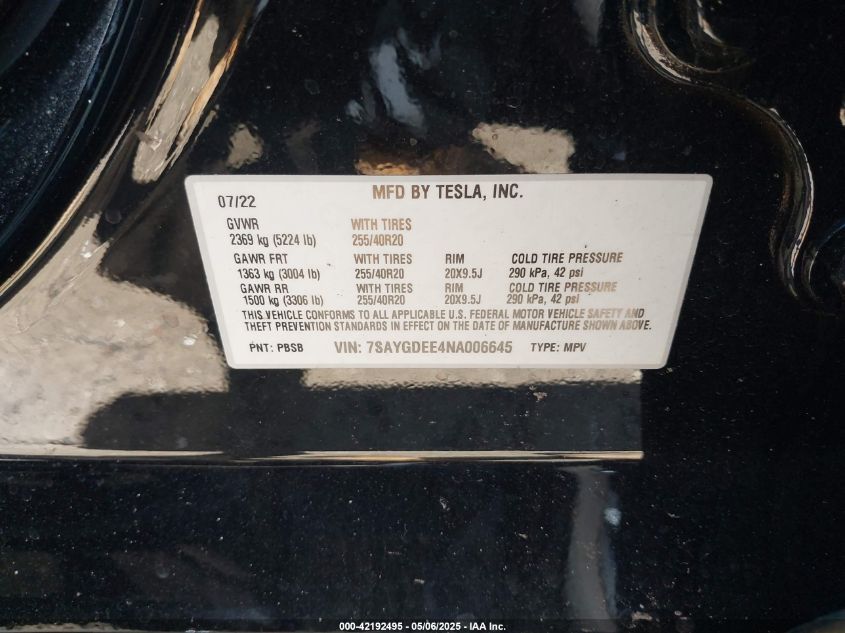 07/22 MFD BY TESLA, INC.
GVWR WITH TIRES
2369 kg (5224 lb) 255/40R20
GAWR FRT WITH TIRES RIM COLD TIRE PRESSURE
1363 kg (3004 lb) 255/40R20 20X9.5J 290 kPa, 42 psi
GAWR RR WITH TIRES RIM COLD TIRE PRESSURE
1500 kg (3306 lb) 255/40R20 20X9.5J 290 kPa, 42 psi
THIS VEHICLE CONFORMS TO ALL APPLICABLE U.S. FEDERAL MOTOR VEHICLE SAFETY AND
THEFT PREVENTION STANDARDS IN EFFECT ON THE DATE OF MANUFACTURE SHOWN ABOVE.
PNT: PBSB VIN: 7SAYGDEE4NA006645 TYPE: MPV
000-42192495 - 05/06/2025 - IAA Inc.